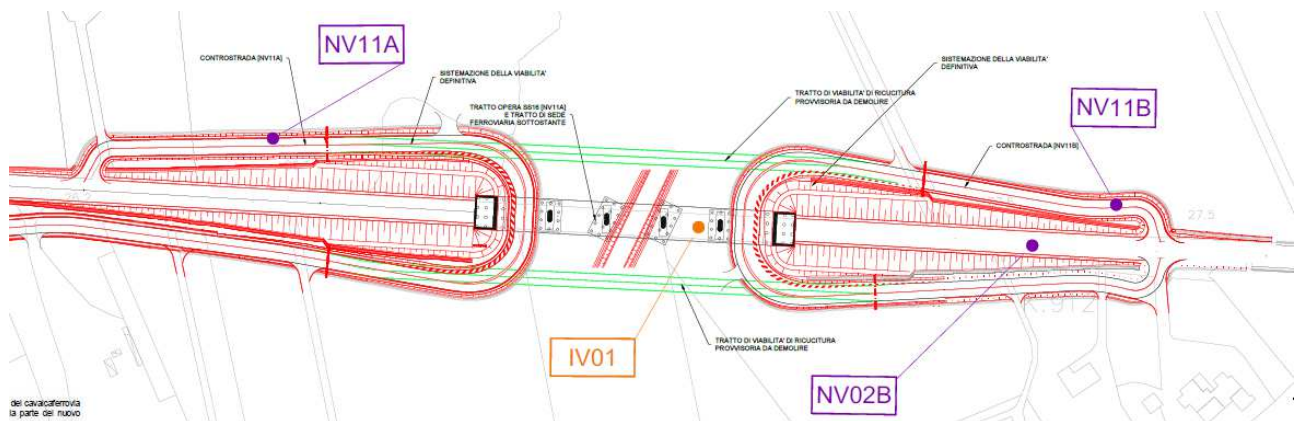 NV11A
CONTROSTRADA [NV11A]
SISTEMAZIONE DELLA VIABILITA'
DEFINITIVA
TRATTO OPERA SS16 [NV11A]
E TRATTO DI SEDE
FERROVIARIA SOTTOSTANTE
TRATTO DI VIABILITA' DI RICUCITURA
PROVVISORIA DA DEMOLIRE
SISTEMAZIONE DELLA VIABILITA'
DEFINITIVA
NV11B
CONTROSTRADA [NV11B]
27.5
IV01
TRATTO DI VIABILITA' DI RICUCITURA
PROVVISORIA DA DEMOLIRE
NV02B
del cavalcaferrovia
la parte del nuovo